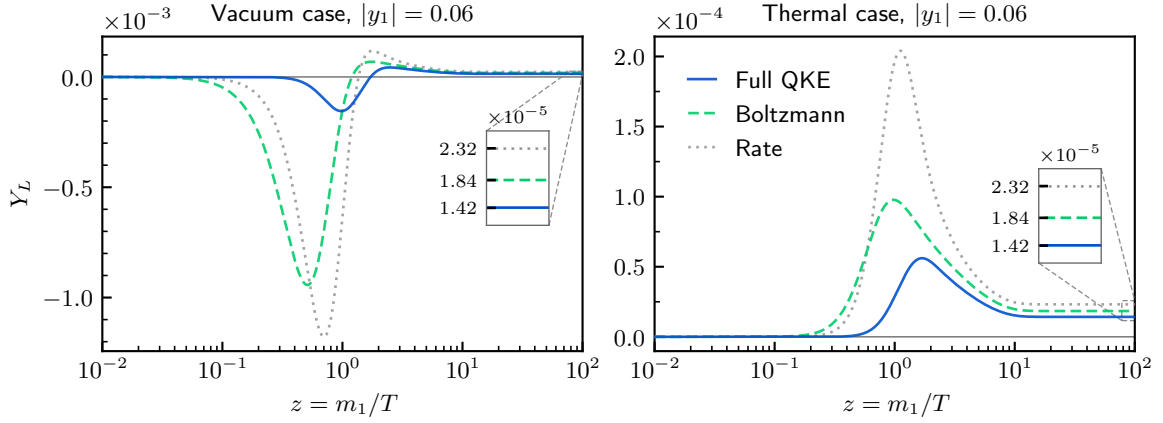 Vacuum case, |y₁| = 0.06
×10⁻³
0.0
−0.5
−1.0
Y_L
×10⁻⁵
2.32
1.84
1.42
10⁻² 10⁻¹ 10⁰ 10¹ 10²
z = m₁/T
Thermal case, |y₁| = 0.06
×10⁻⁴
2.0
1.5
1.0
0.5
0.0
Full QKE
Boltzmann
Rate
×10⁻⁵
2.32
1.84
1.42
10⁻² 10⁻¹ 10⁰ 10¹ 10²
z = m₁/T